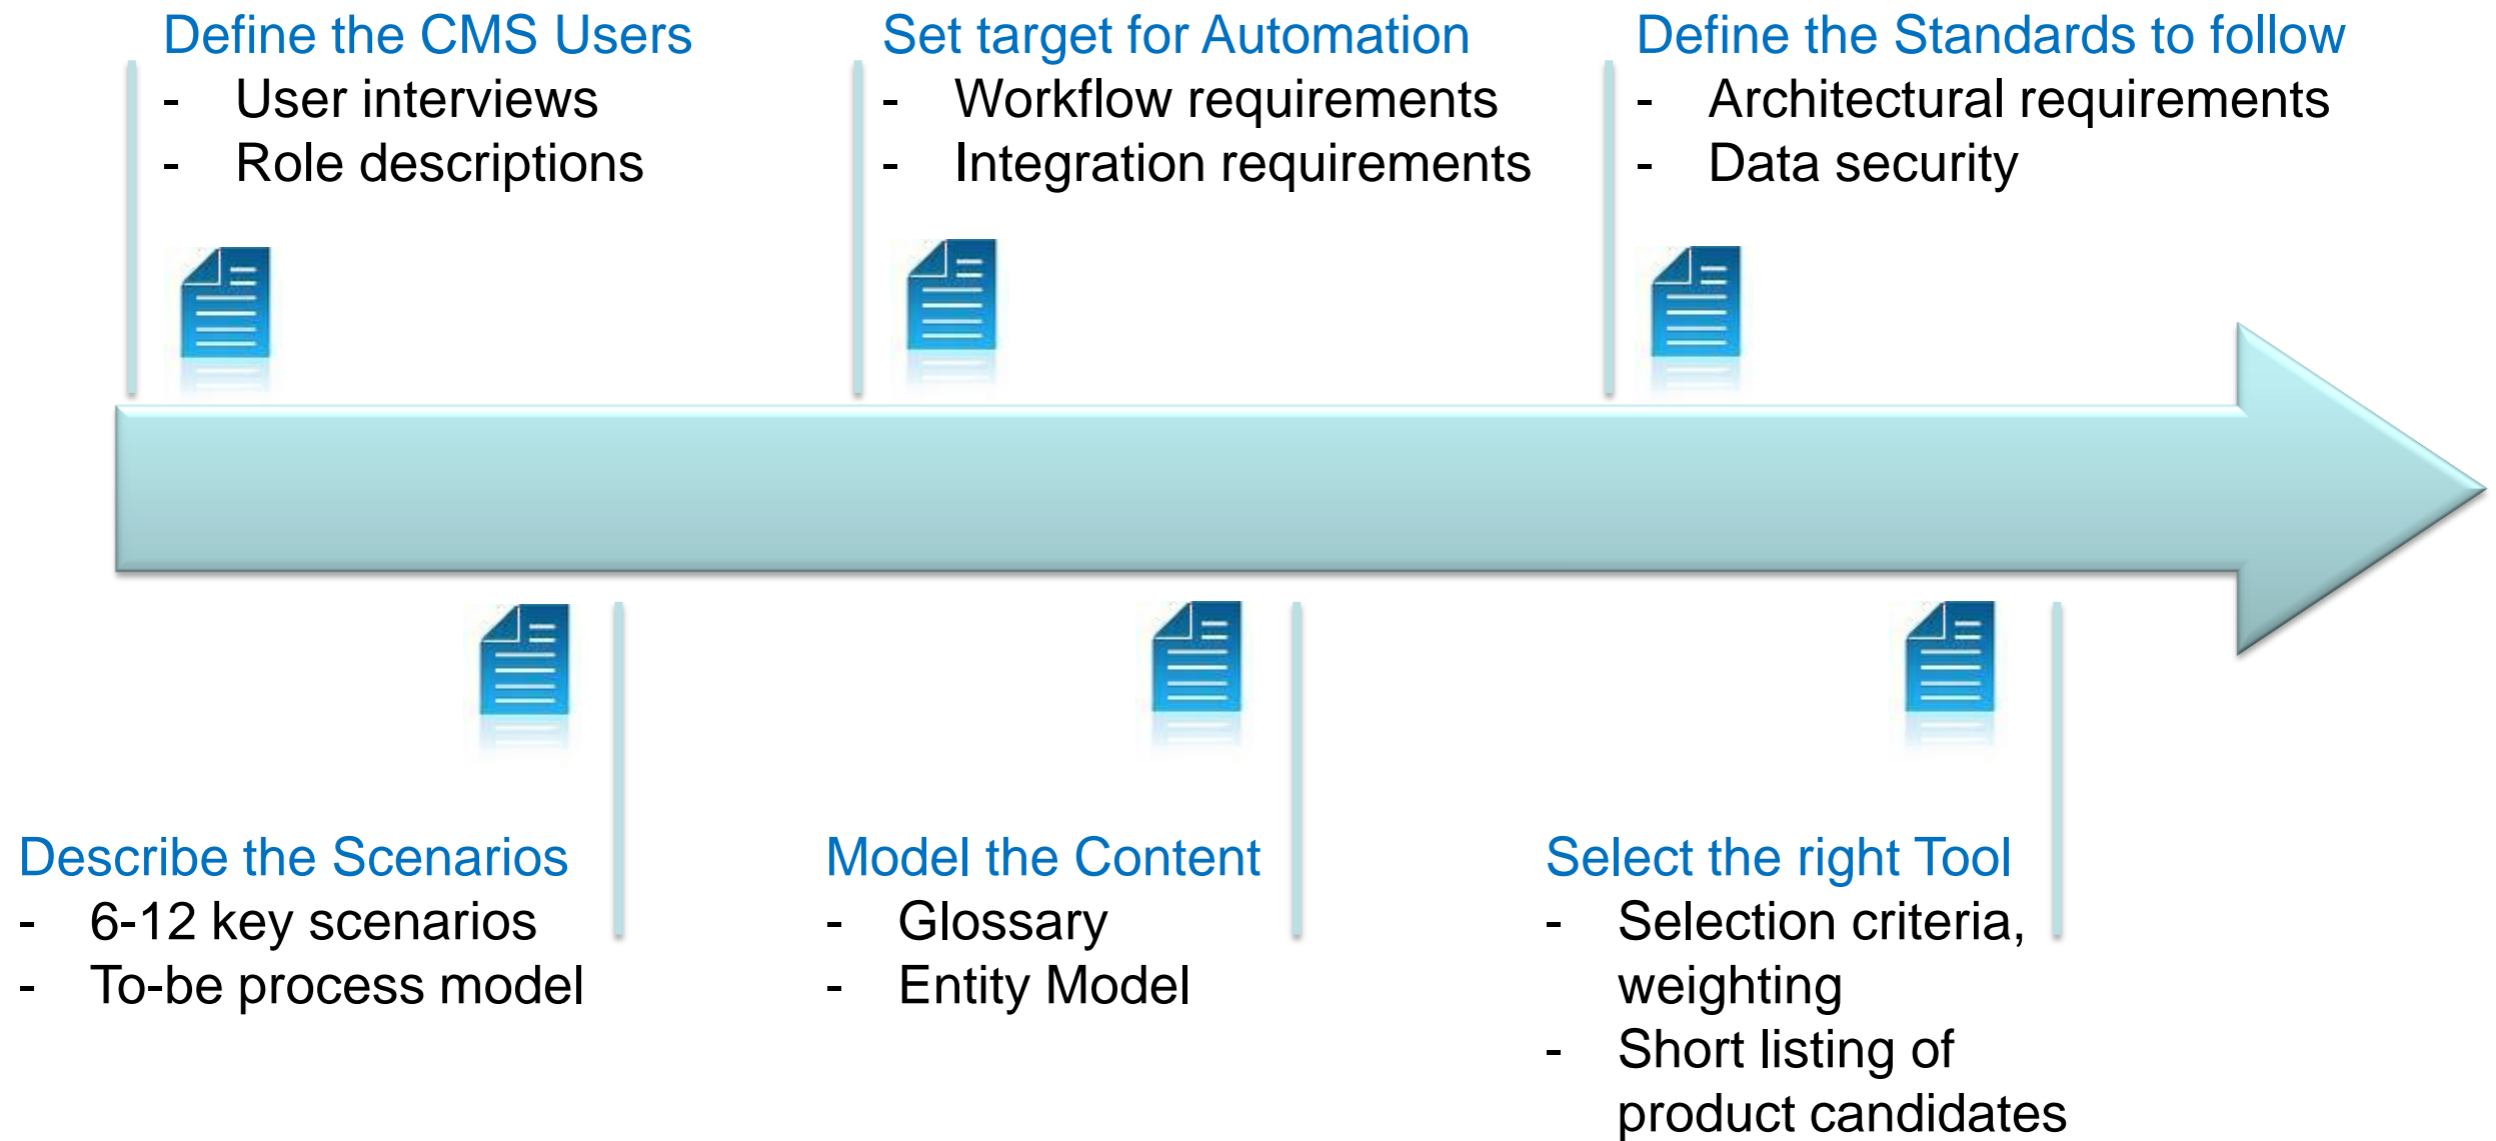 Define the CMS Users
- User interviews
- Role descriptions
Set target for Automation
- Workflow requirements
- Integration requirements
Define the Standards to follow
- Architectural requirements
- Data security
Describe the Scenarios
- 6-12 key scenarios
- To-be process model
Model the Content
- Glossary
- Entity Model
Select the right Tool
- Selection criteria,
weighting
- Short listing of
product candidates